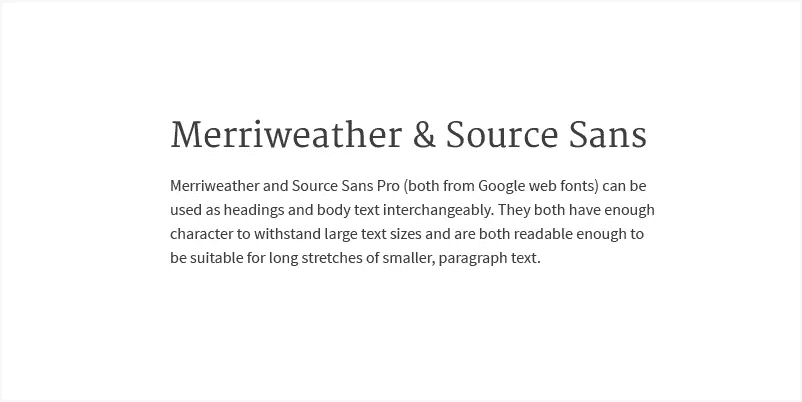 Merriweather & Source Sans
Merriweather and Source Sans Pro (both from Google web fonts) can be
used as headings and body text interchangeably. They both have enough
character to withstand large text sizes and are both readable enough to
be suitable for long stretches of smaller, paragraph text.